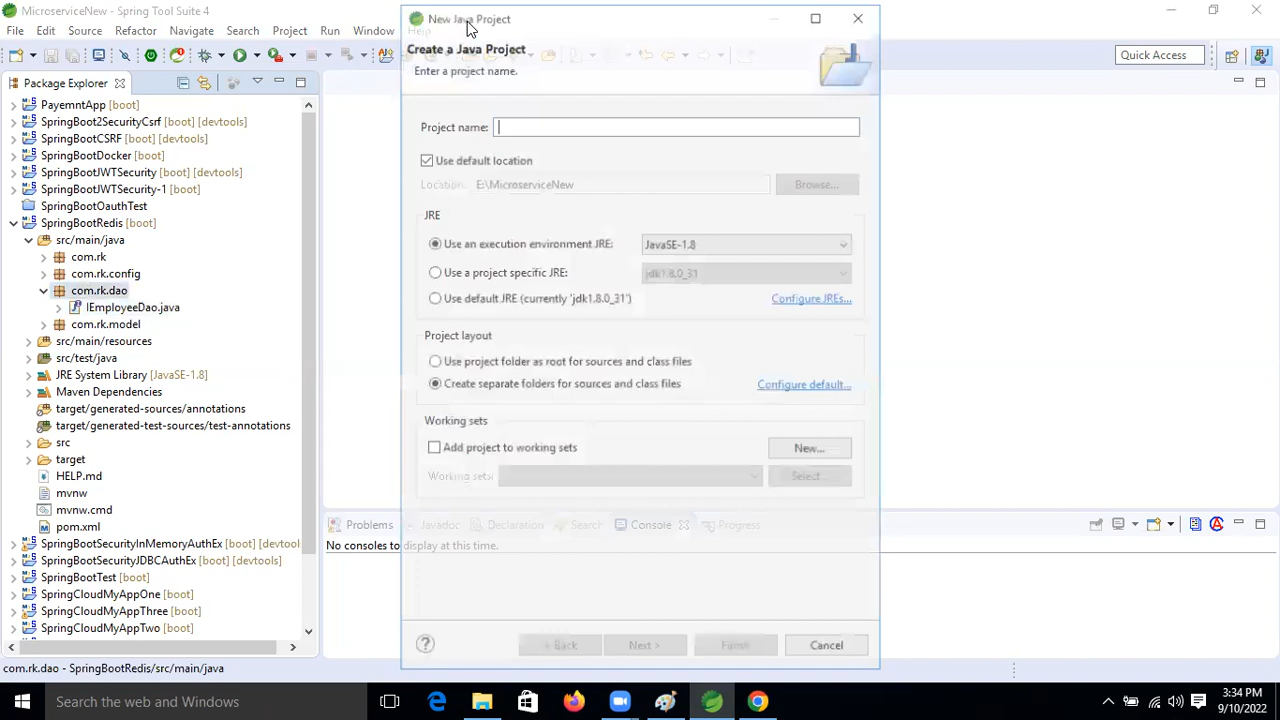 MicroserviceNew - Spring Tool Suite 4
File Edit Source Refactor Navigate Search Project Run Window Help
Quick Access
Package Explorer
PayemntApp [boot]
SpringBoot2SecurityCsrf [boot] [devtools]
SpringBootCSRF [boot] [devtools]
SpringBootDocker [boot]
SpringBootJWTSecurity [boot] [devtools]
SpringBootJWTSecurity-1 [boot]
SpringBootOauthTest
SpringBootRedis [boot]
src/main/java
com.rk
com.rk.config
com.rk.dao
IEmployeeDao.java
com.rk.model
src/main/resources
src/test/java
JRE System Library [JavaSE-1.8]
Maven Dependencies
target/generated-sources/annotations
target/generated-test-sources/test-annotations
src
target
HELP.md
mvnw
mvnw.cmd
pom.xml
SpringBootSecurityInMemoryAuthEx [boot] [devtool
SpringBootSecurityJDBCAuthEx [boot] [devtools]
SpringBootTest [boot]
SpringCloudMyAppOne [boot]
SpringCloudMyAppThree [boot]
SpringCloudMyAppTwo [boot]
com.rk.dao - SpringBootRedis/src/main/java
New Java Project
Create a Java Project
Enter a project name.
Project name:
Use default location
Location: E:\MicroserviceNew Browse...
JRE
Use an execution environment JRE: JavaSE-1.8
Use a project specific JRE: jdk1.8.0_31
Use default JRE (currently 'jdk1.8.0_31') Configure JREs...
Project layout
Use project folder as root for sources and class files
Create separate folders for sources and class files Configure default...
Working sets
Add project to working sets New...
Working sets: Select...
< Back Next > Finish Cancel
Problems Javadoc Declaration Search Console Progress
No consoles to display at this time.
Search the web and Windows
3:34 PM
9/10/2022